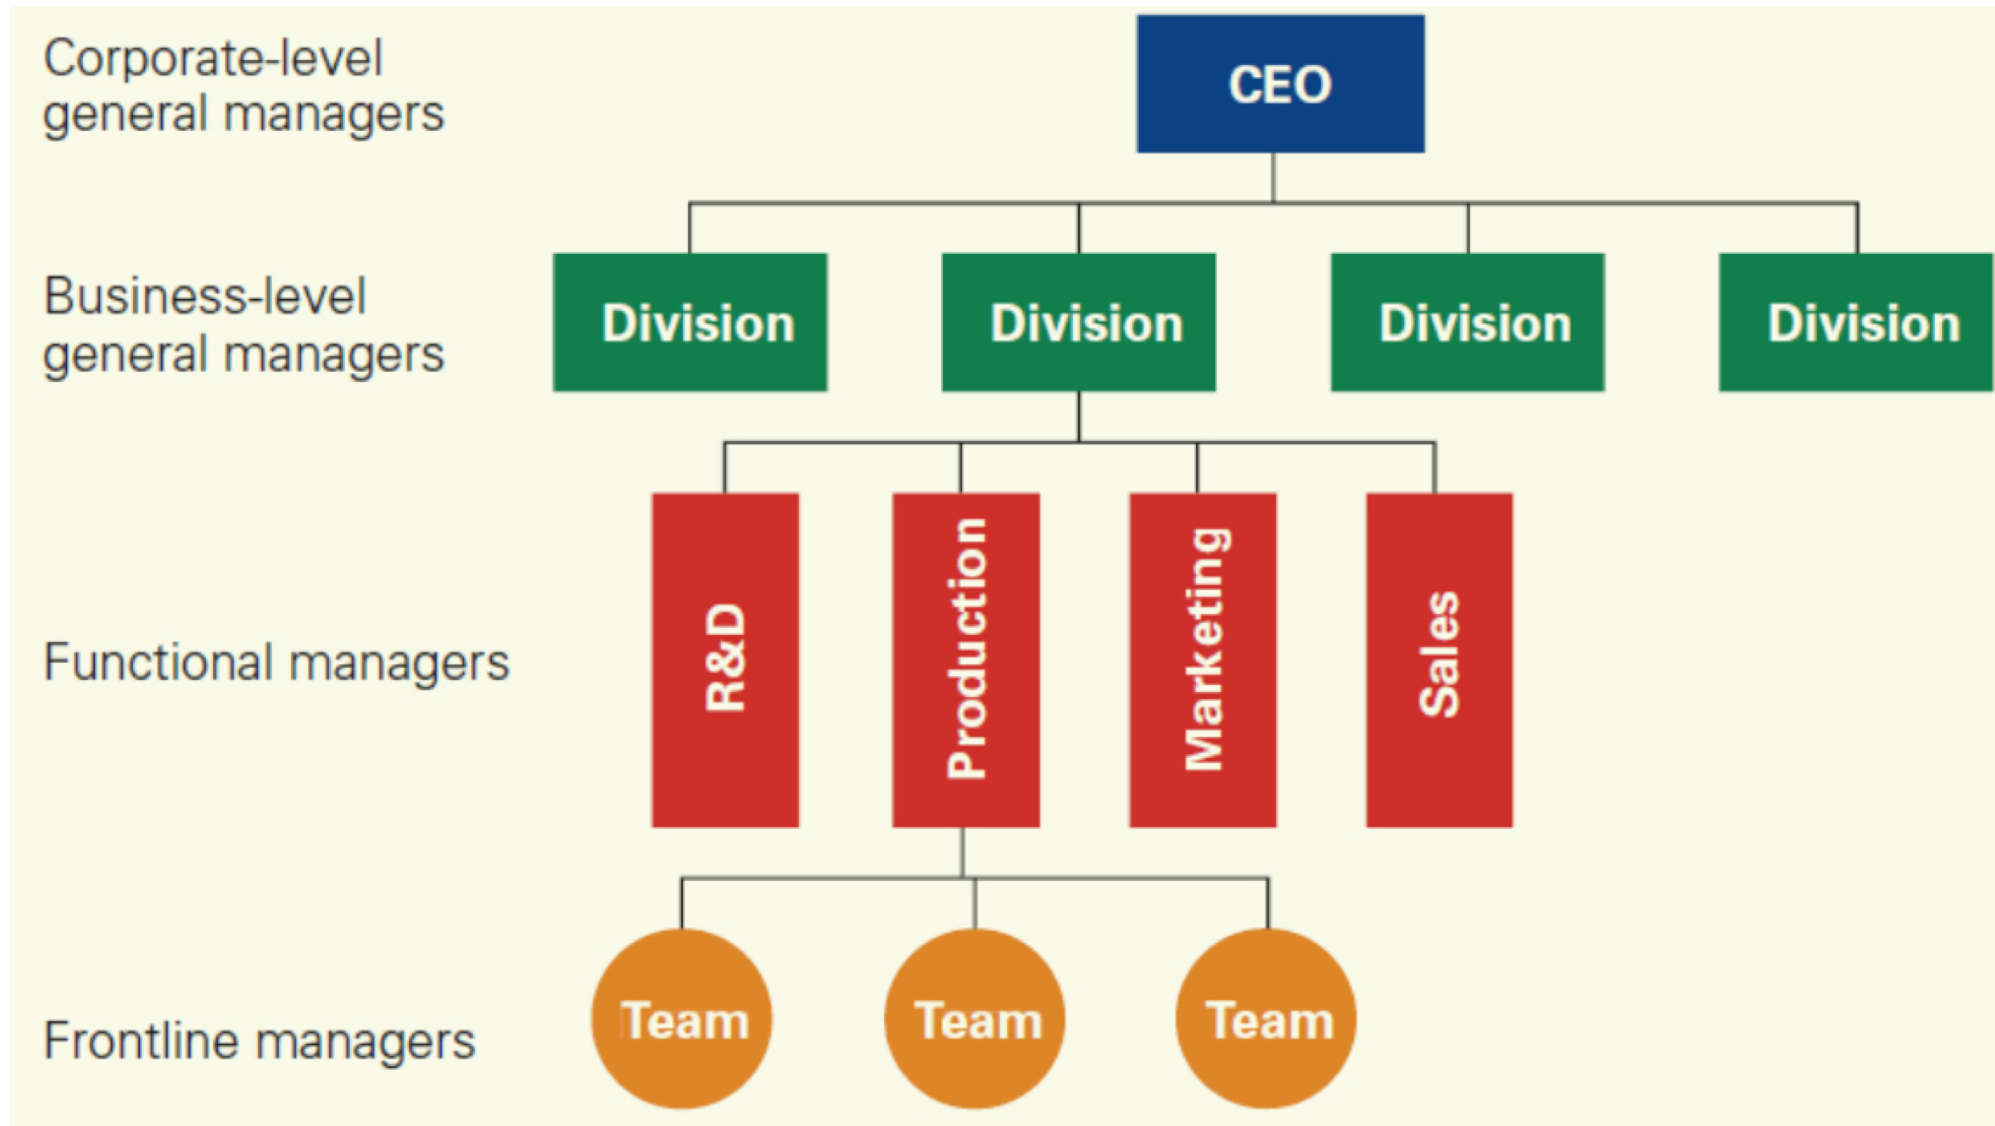 Corporate-level
general managers
CEO
Business-level
general managers
Division
Division
Division
Division
Functional managers
R&D
Production
Marketing
Sales
Frontline managers
Team
Team
Team